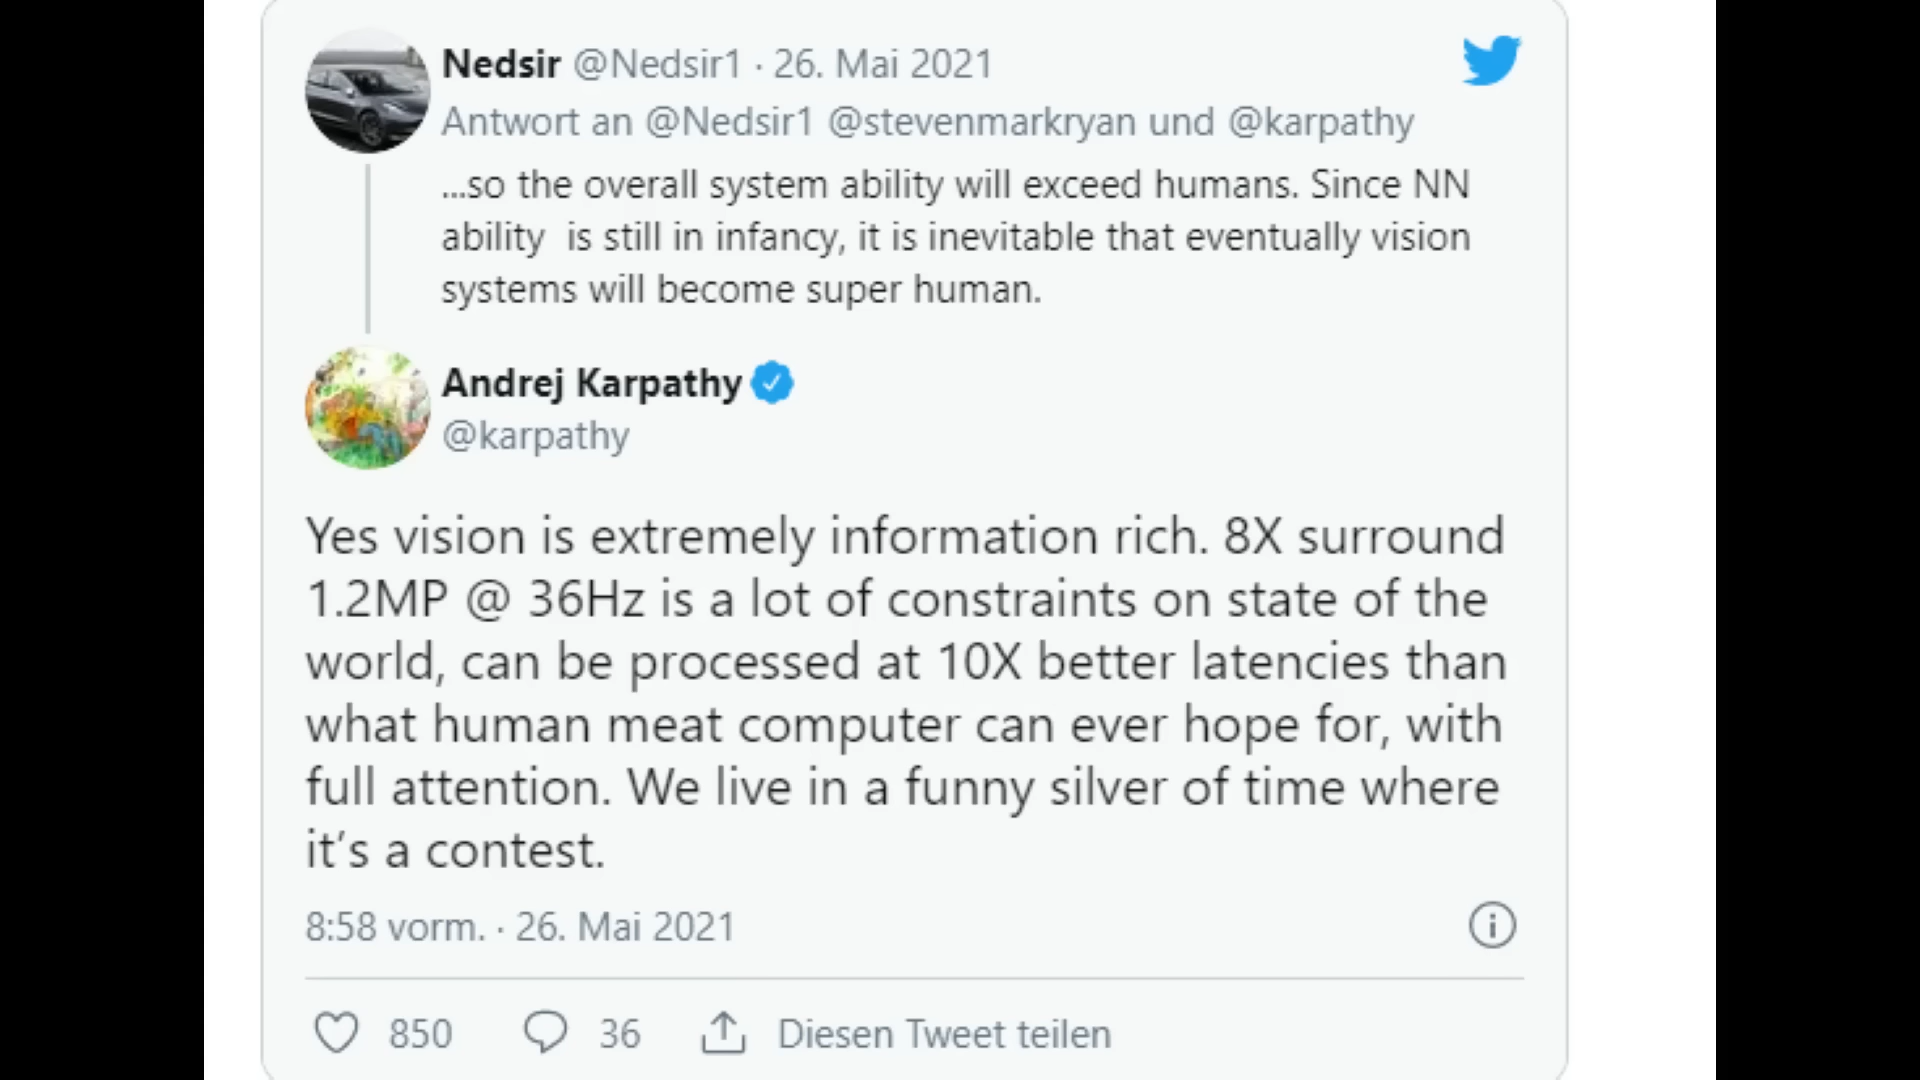 Nedsir @Nedsir1 · 26. Mai 2021
Antwort an @Nedsir1 @stevenmarkryan und @karpathy
...so the overall system ability will exceed humans. Since NN
ability  is still in infancy, it is inevitable that eventually vision
systems will become super human.
Andrej Karpathy
@karpathy
Yes vision is extremely information rich. 8X surround
1.2MP @ 36Hz is a lot of constraints on state of the
world, can be processed at 10X better latencies than
what human meat computer can ever hope for, with
full attention. We live in a funny silver of time where
it’s a contest.
8:58 vorm. · 26. Mai 2021
850 36 Diesen Tweet teilen